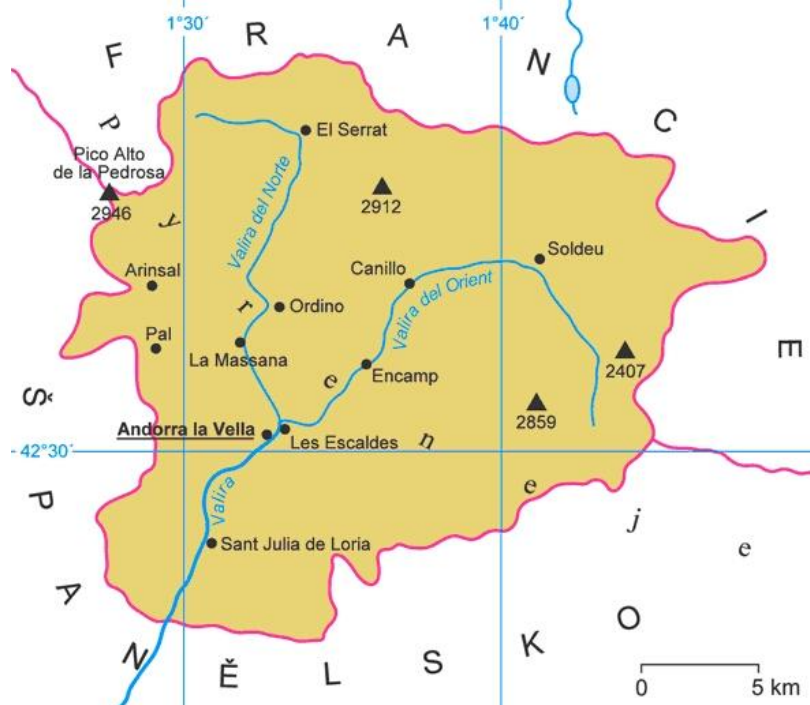 1°30´
1°40´
F R A N C I E
Pico Alto
de la Pedrosa
2946
El Serrat
2912
Valira del Norte
Arinsal
Canillo
Soldeu
Valira del Orient
Ordino
Pal
La Massana
Encamp
2407
2859
Andorra la Vella
Les Escaldes
42°30´
Valira
Sant Julia de Loria
P y r e n e j e
Š P A N Ě L S K O
0 5 km